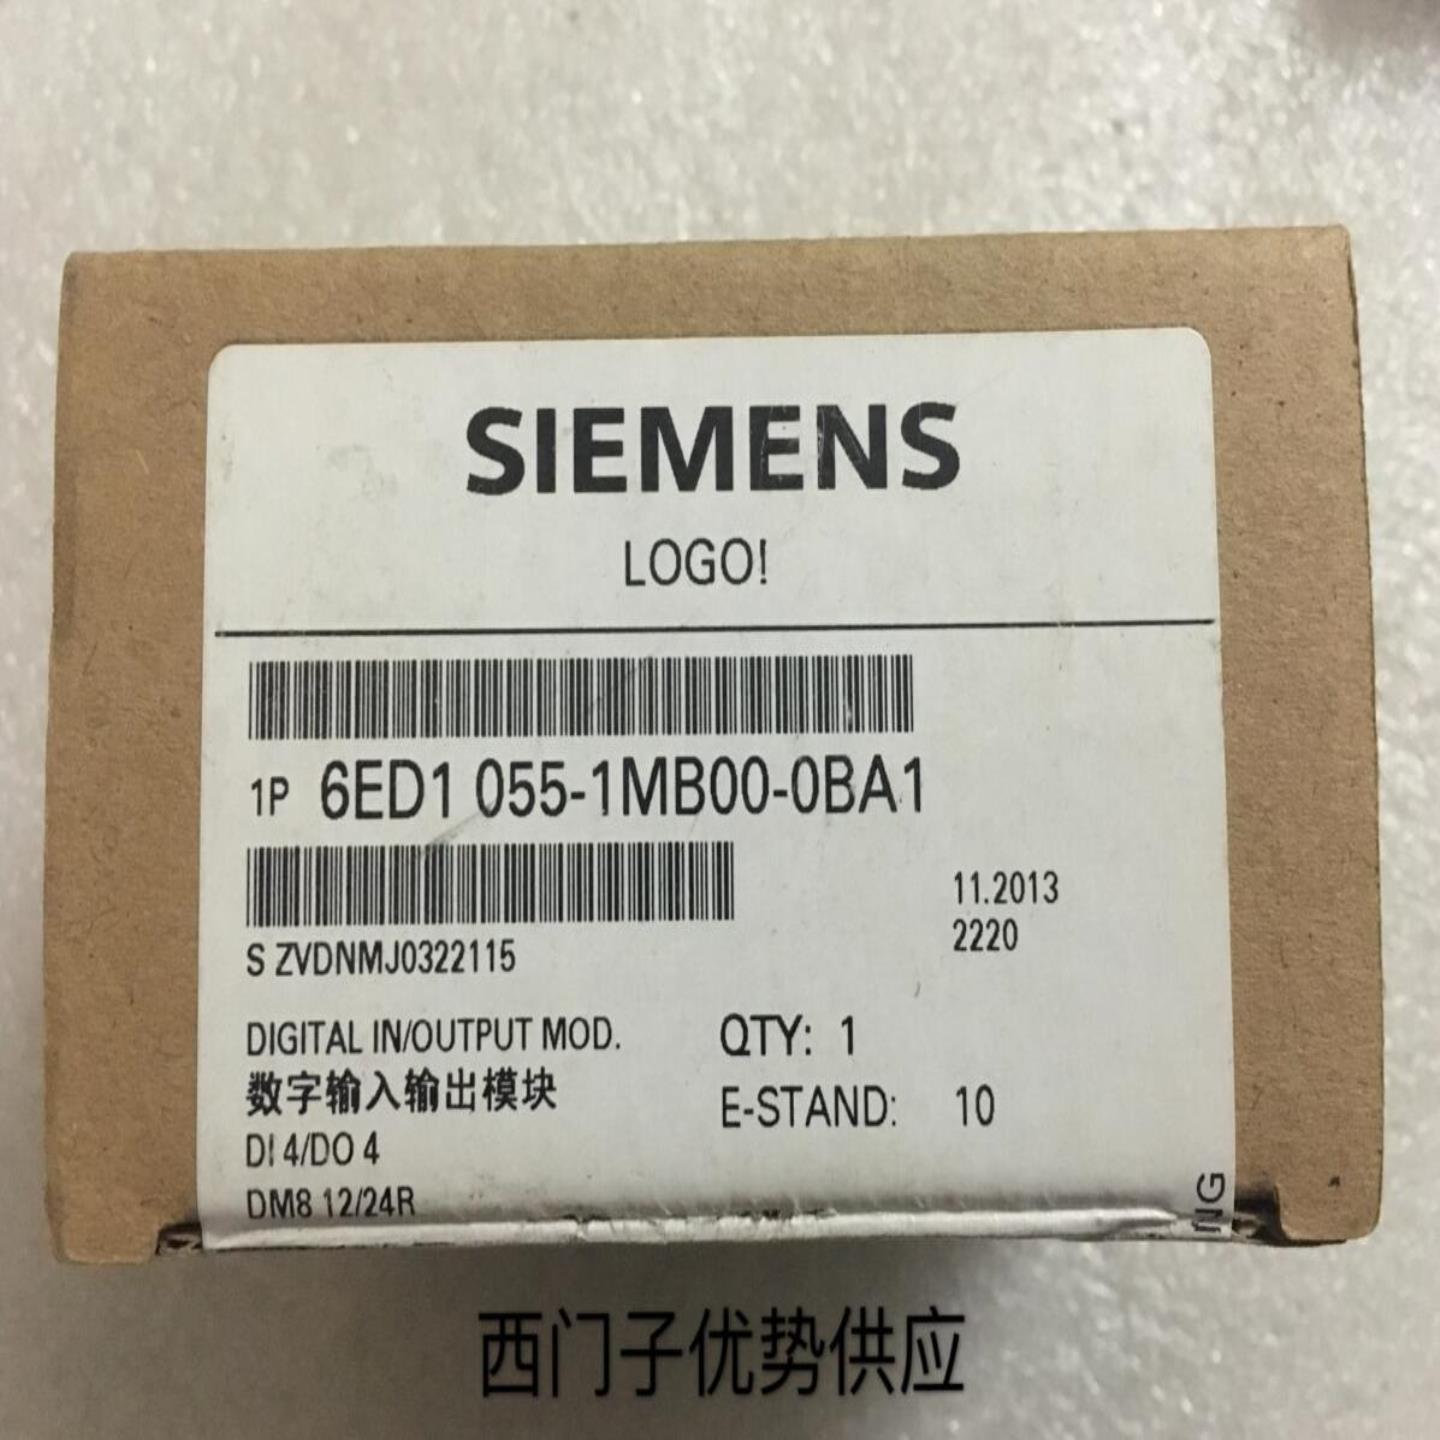 SIEMENS
LOGO!
1P 6ED1 055-1MB00-0BA1
11.2013
2220
S ZVDNMJ0322115
DIGITAL IN/OUTPUT MOD.
QTY: 1
数字输入输出模块
E-STAND: 10
DI 4/DO 4
DM8 12/24R
NG
西门子优势供应